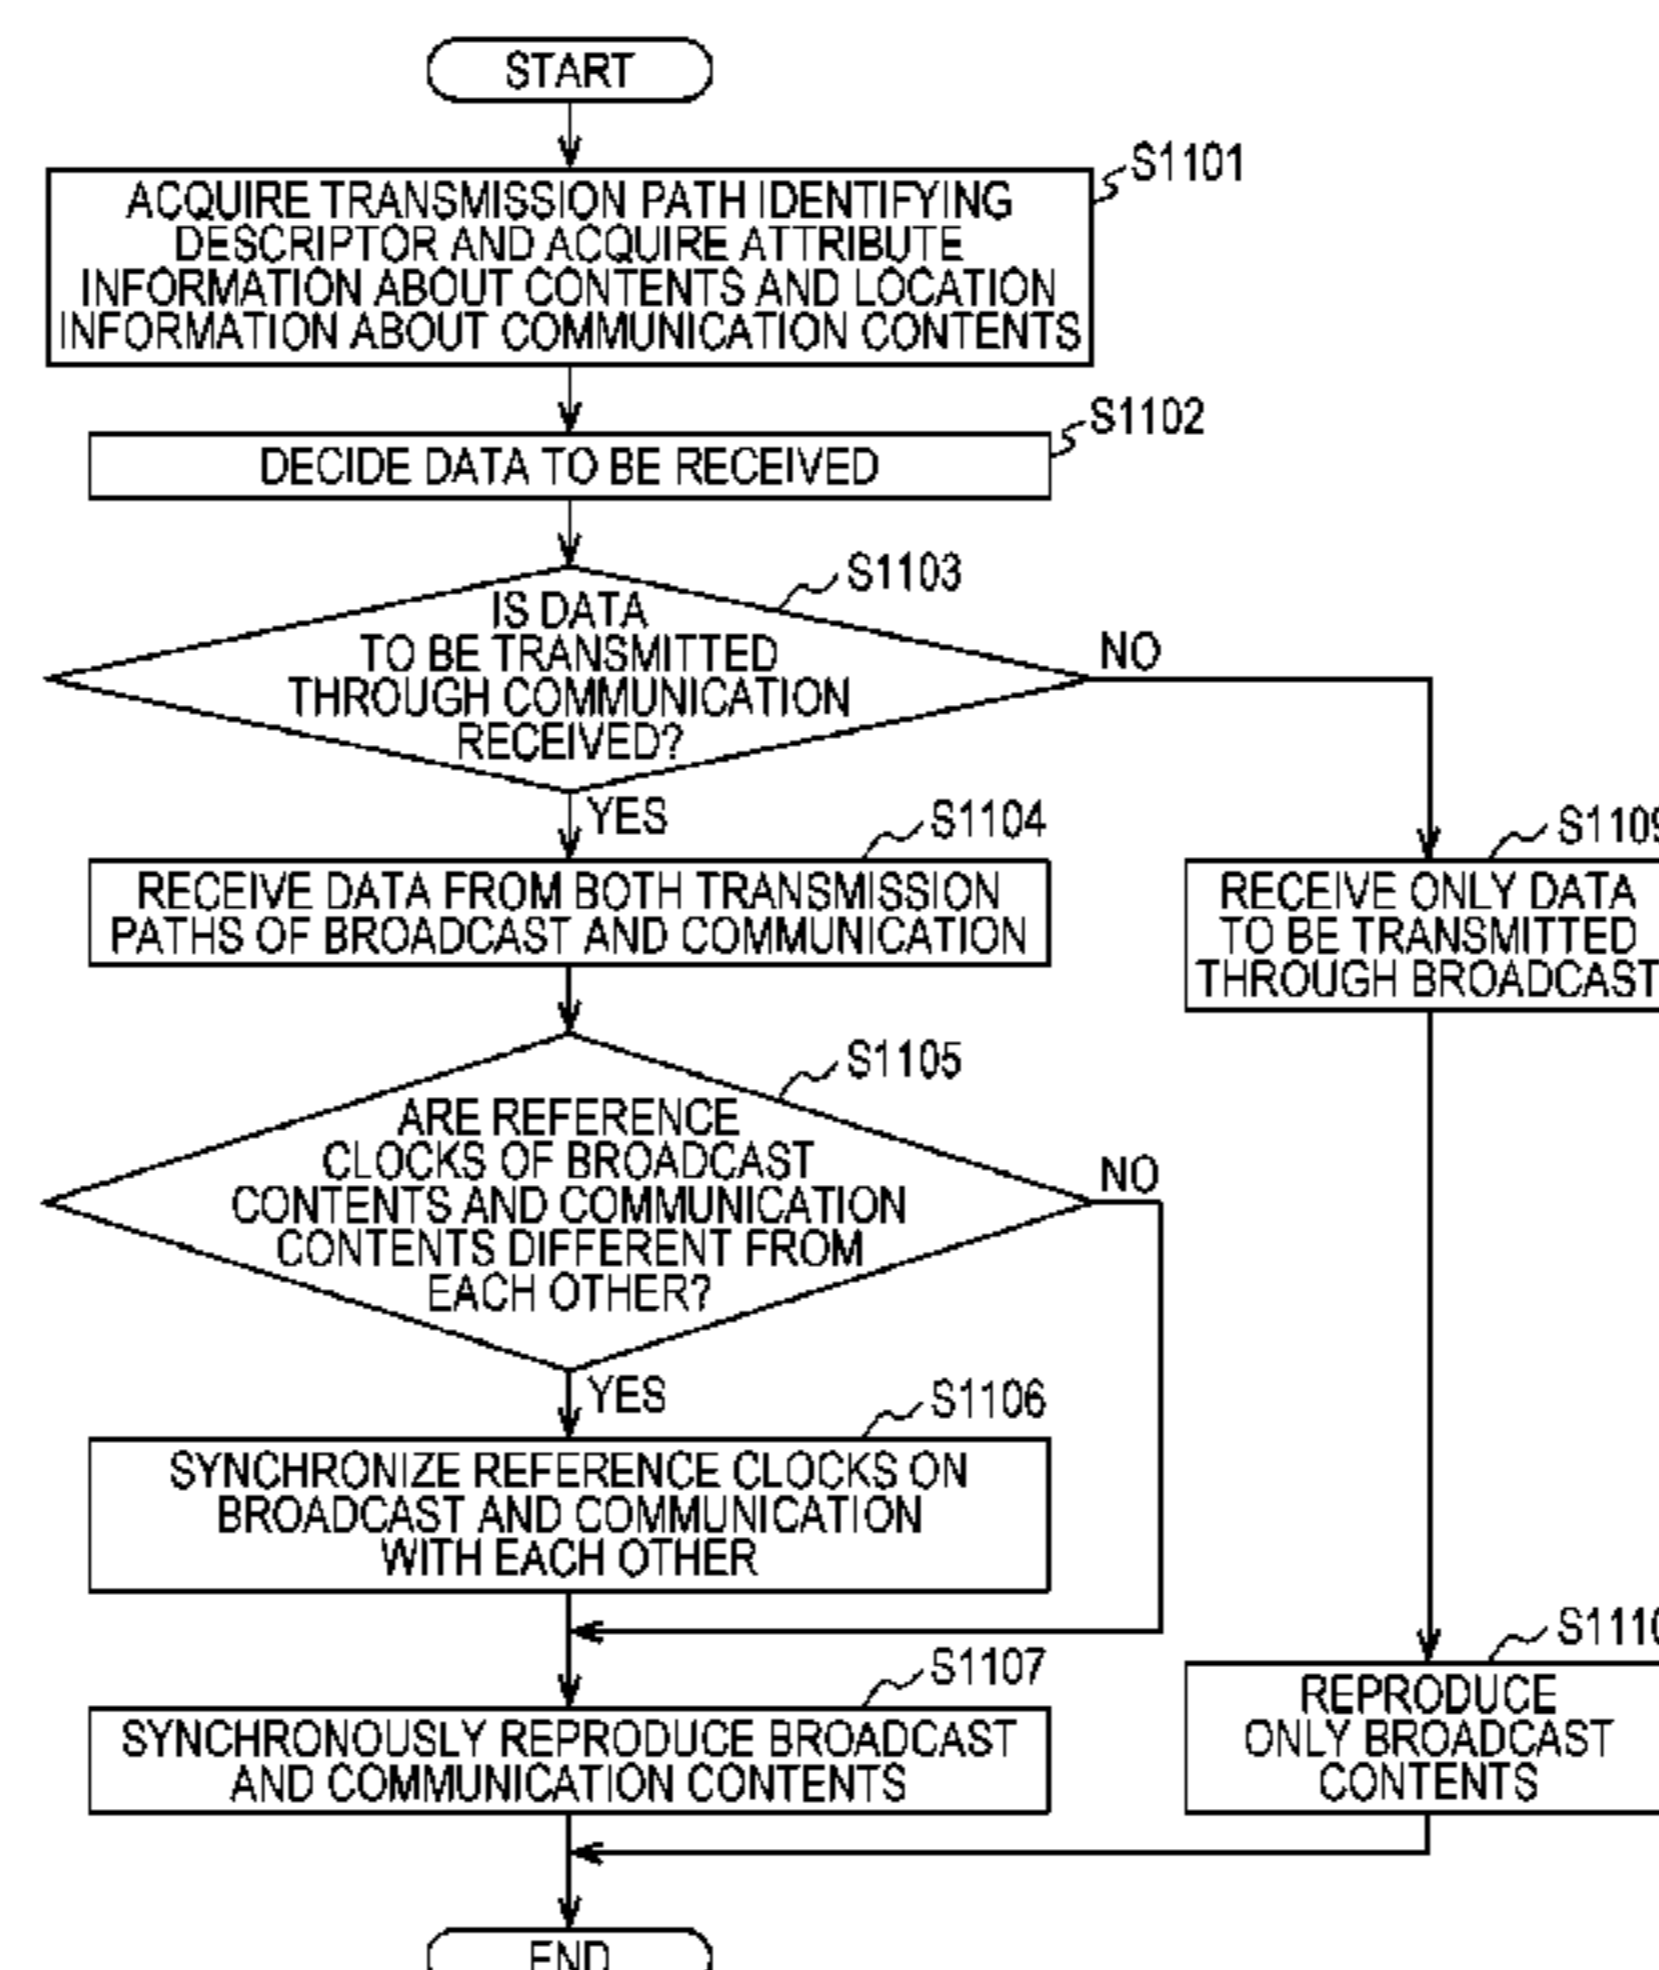 START
S1101
ACQUIRE TRANSMISSION PATH IDENTIFYING
DESCRIPTOR AND ACQUIRE ATTRIBUTE
INFORMATION ABOUT CONTENTS AND LOCATION
INFORMATION ABOUT COMMUNICATION CONTENTS
S1102
DECIDE DATA TO BE RECEIVED
S1103
IS DATA
TO BE TRANSMITTED
THROUGH COMMUNICATION
RECEIVED?
NO
YES
S1104
RECEIVE DATA FROM BOTH TRANSMISSION
PATHS OF BROADCAST AND COMMUNICATION
S1109
RECEIVE ONLY DATA
TO BE TRANSMITTED
THROUGH BROADCAST
S1105
ARE REFERENCE
CLOCKS OF BROADCAST
CONTENTS AND COMMUNICATION
CONTENTS DIFFERENT FROM
EACH OTHER?
NO
YES
S1106
SYNCHRONIZE REFERENCE CLOCKS ON
BROADCAST AND COMMUNICATION
WITH EACH OTHER
S1107
SYNCHRONOUSLY REPRODUCE BROADCAST
AND COMMUNICATION CONTENTS
S1110
REPRODUCE
ONLY BROADCAST
CONTENTS
END